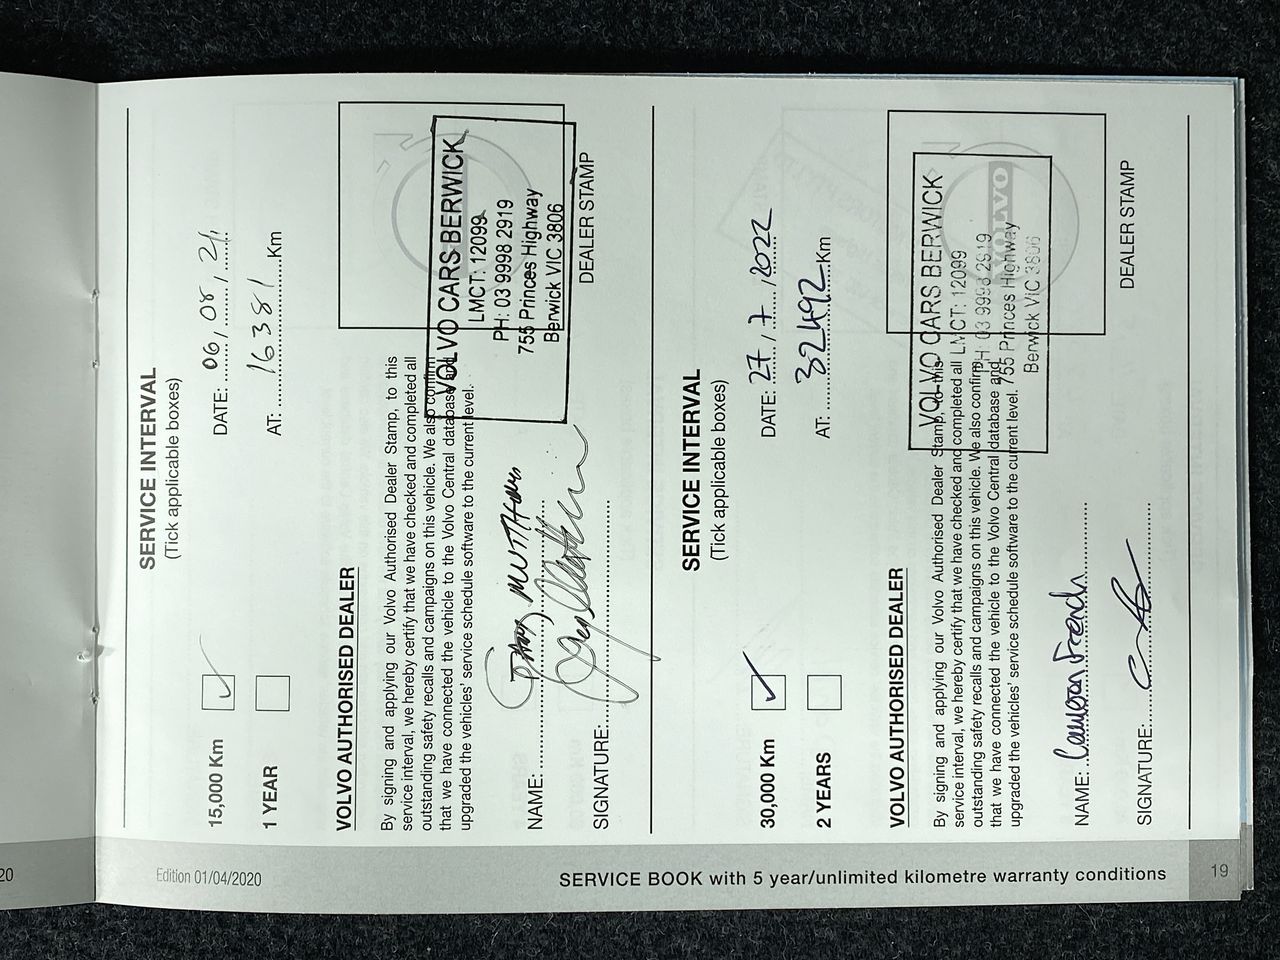 SERVICE INTERVAL
(Tick applicable boxes)
15,000 Km ✓ DATE: 06 / 08 / 21
1 YEAR AT: 16381 Km
VOLVO AUTHORISED DEALER
By signing and applying our Volvo Authorised Dealer Stamp, to this
service interval, we hereby certify that we have checked and completed all
outstanding safety recalls and campaigns on this vehicle. We also confirm
that we have connected the vehicle to the Volvo Central database and
upgraded the vehicles' service schedule software to the current level.
VOLVO CARS BERWICK
LMCT: 12099
PH: 03 9998 2919
755 Princes Highway
Berwick VIC 3806
DEALER STAMP
NAME:
SIGNATURE:
SERVICE INTERVAL
(Tick applicable boxes)
30,000 Km ✓ DATE: 27 / 7 / 2022
2 YEARS AT: 32492 Km
VOLVO AUTHORISED DEALER
By signing and applying our Volvo Authorised Dealer Stamp, to this
service interval, we hereby certify that we have checked and completed all
outstanding safety recalls and campaigns on this vehicle. We also confirm
that we have connected the vehicle to the Volvo Central database and
upgraded the vehicles' service schedule software to the current level.
VOLVO
VOLVO CARS BERWICK
LMCT: 12099
PH: 03 9998 2919
755 Princes Highway
Berwick VIC 3806
DEALER STAMP
NAME: Cameron French
SIGNATURE:
20
Edition 01/04/2020
SERVICE BOOK with 5 year/unlimited kilometre warranty conditions
19